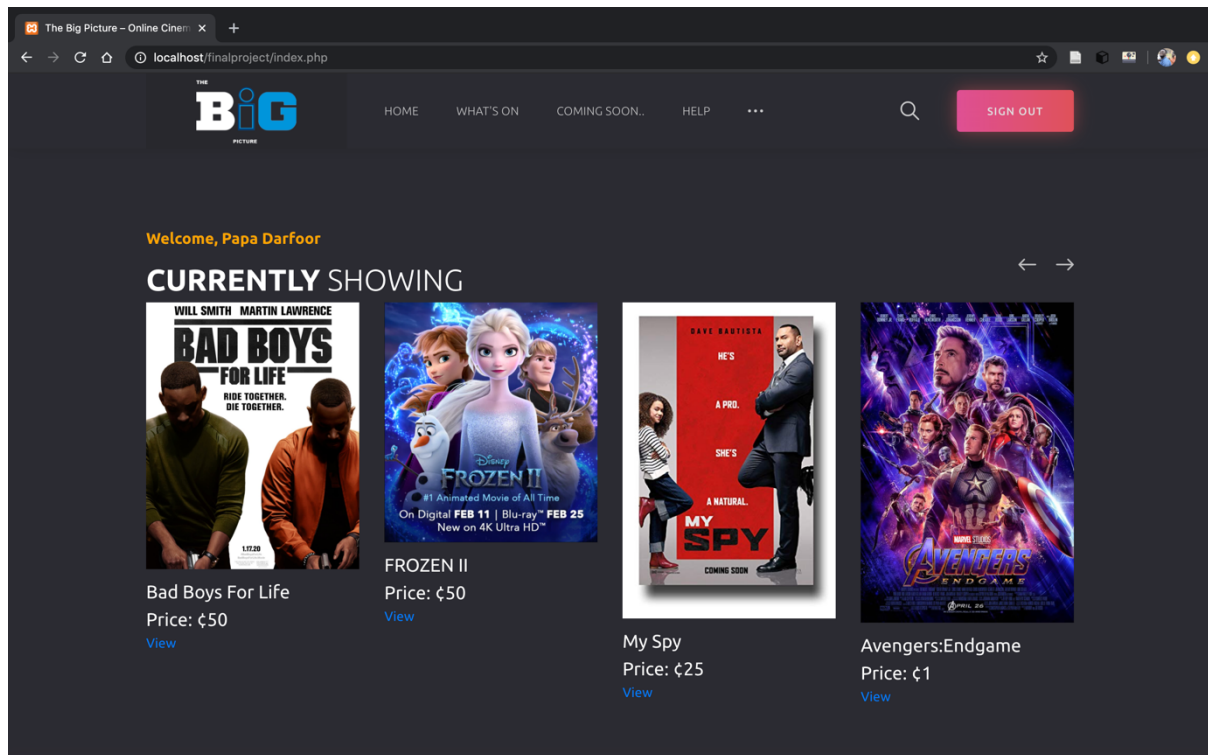 The Big Picture – Online Cinem
localhost/finalproject/index.php
THE
BiG
PICTURE
HOME
WHAT'S ON
COMING SOON..
HELP
SIGN OUT
Welcome, Papa Darfoor
CURRENTLY SHOWING
WILL SMITH MARTIN LAWRENCE
BAD BOYS
FOR LIFE
RIDE TOGETHER.
DIE TOGETHER.
1.17.20
Bad Boys For Life
Price: ₵50
View
Disney
FROZEN II
#1 Animated Movie of All Time
On Digital FEB 11 | Blu-ray™ FEB 25
New on 4K Ultra HD™
FROZEN II
Price: ₵50
View
DAVE BAUTISTA
HE'S
A PRO.
SHE'S
A NATURAL.
MY
SPY
COMING SOON
My Spy
Price: ₵25
View
MARVEL STUDIOS
AVENGERS
ENDGAME
APRIL 26
Avengers:Endgame
Price: ₵1
View